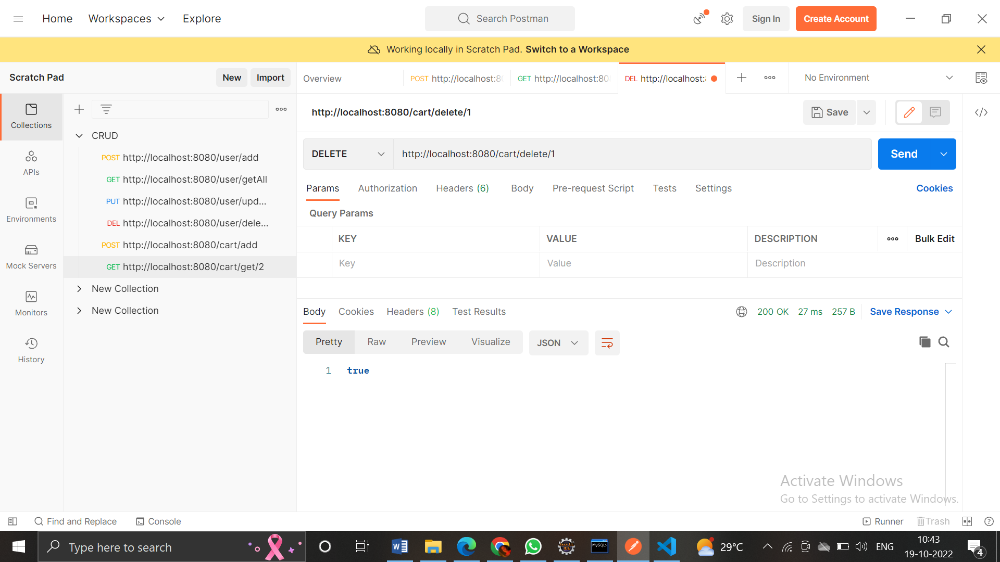 Home Workspaces Explore Search Postman Sign In Create Account
Working locally in Scratch Pad. Switch to a Workspace
Scratch Pad New Import
Overview POST http://localhost:80 GET http://localhost:80 DEL http://localhost: No Environment
Collections
APIs
Environments
Mock Servers
Monitors
History
CRUD
POST http://localhost:8080/user/add
GET http://localhost:8080/user/getAll
PUT http://localhost:8080/user/upd...
DEL http://localhost:8080/user/dele...
POST http://localhost:8080/cart/add
GET http://localhost:8080/cart/get/2
New Collection
New Collection
http://localhost:8080/cart/delete/1 Save
DELETE http://localhost:8080/cart/delete/1 Send
Params Authorization Headers (6) Body Pre-request Script Tests Settings Cookies
Query Params
KEY VALUE DESCRIPTION Bulk Edit
Key Value Description
Body Cookies Headers (8) Test Results 200 OK 27 ms 257 B Save Response
Pretty Raw Preview Visualize JSON
1 true
Activate Windows
Go to Settings to activate Windows.
Find and Replace Console Runner Trash
Type here to search 29°C ENG 10:43
19-10-2022 4